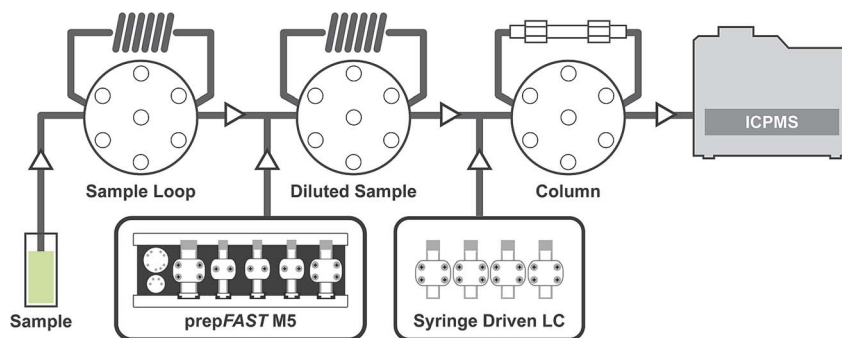 ICPMS
Sample Loop
Diluted Sample
Column
Sample
prepFAST M5
Syringe Driven LC